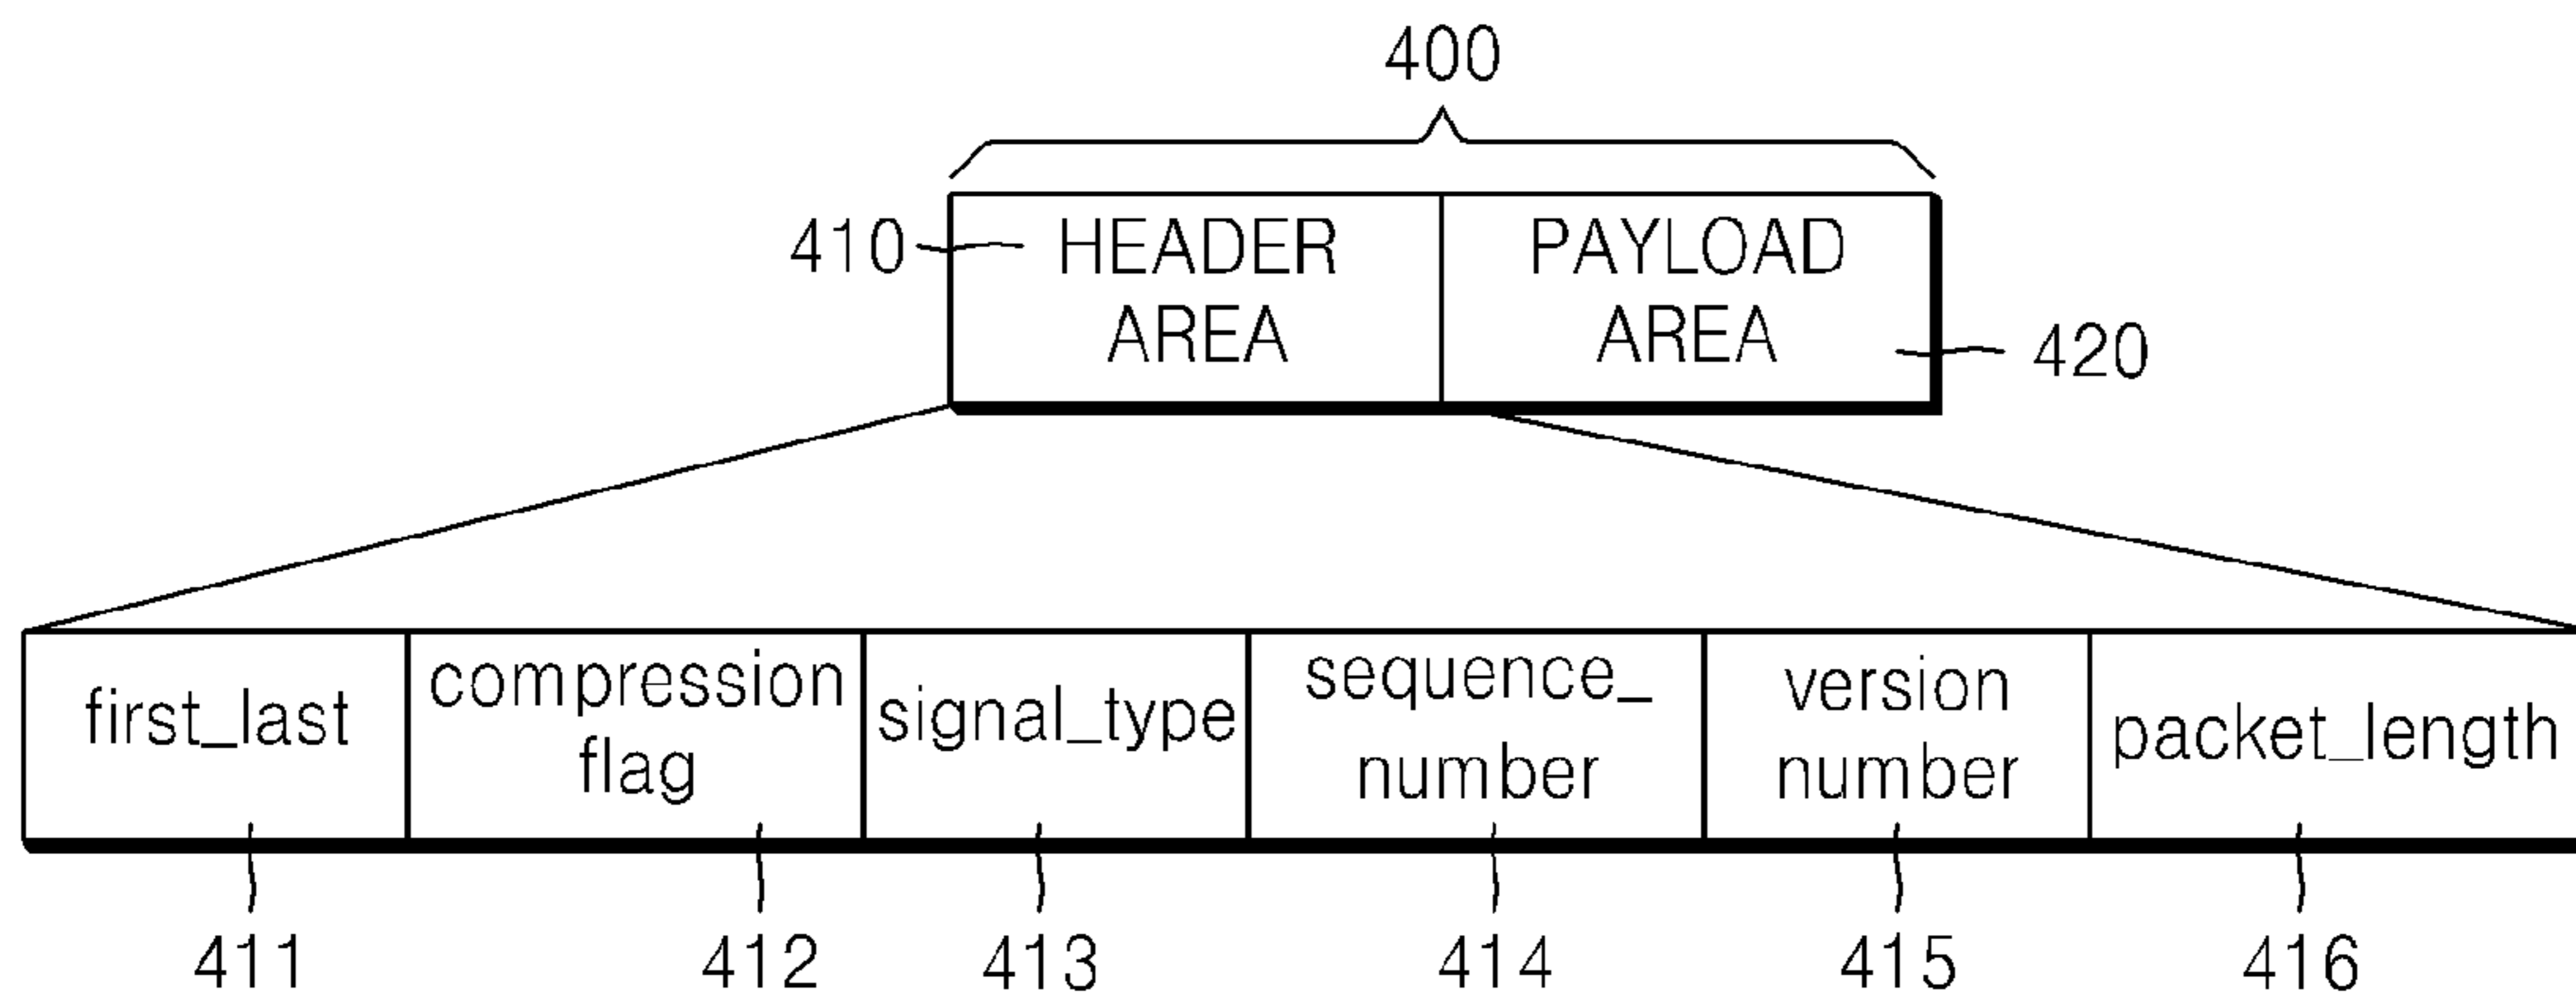 400
410
HEADER
AREA
PAYLOAD
AREA
420
first_last
compression
flag
signal_type
sequence_
number
version
number
packet_length
411
412
413
414
415
416